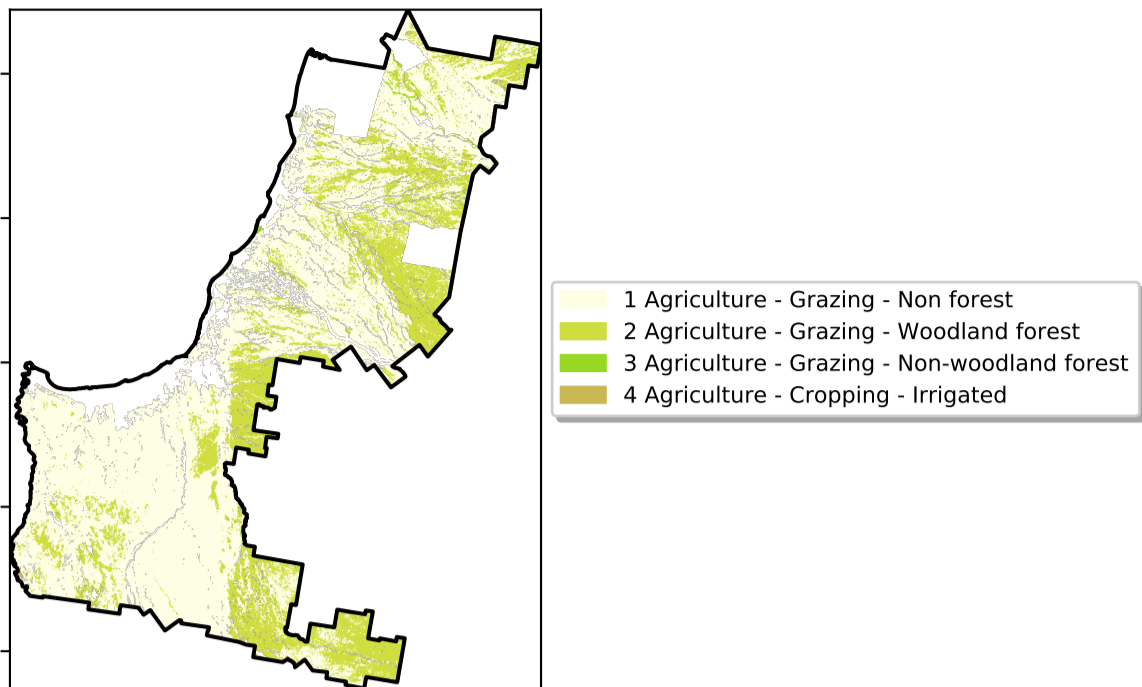 1 Agriculture - Grazing - Non forest
2 Agriculture - Grazing - Woodland forest
3 Agriculture - Grazing - Non-woodland forest
4 Agriculture - Cropping - Irrigated